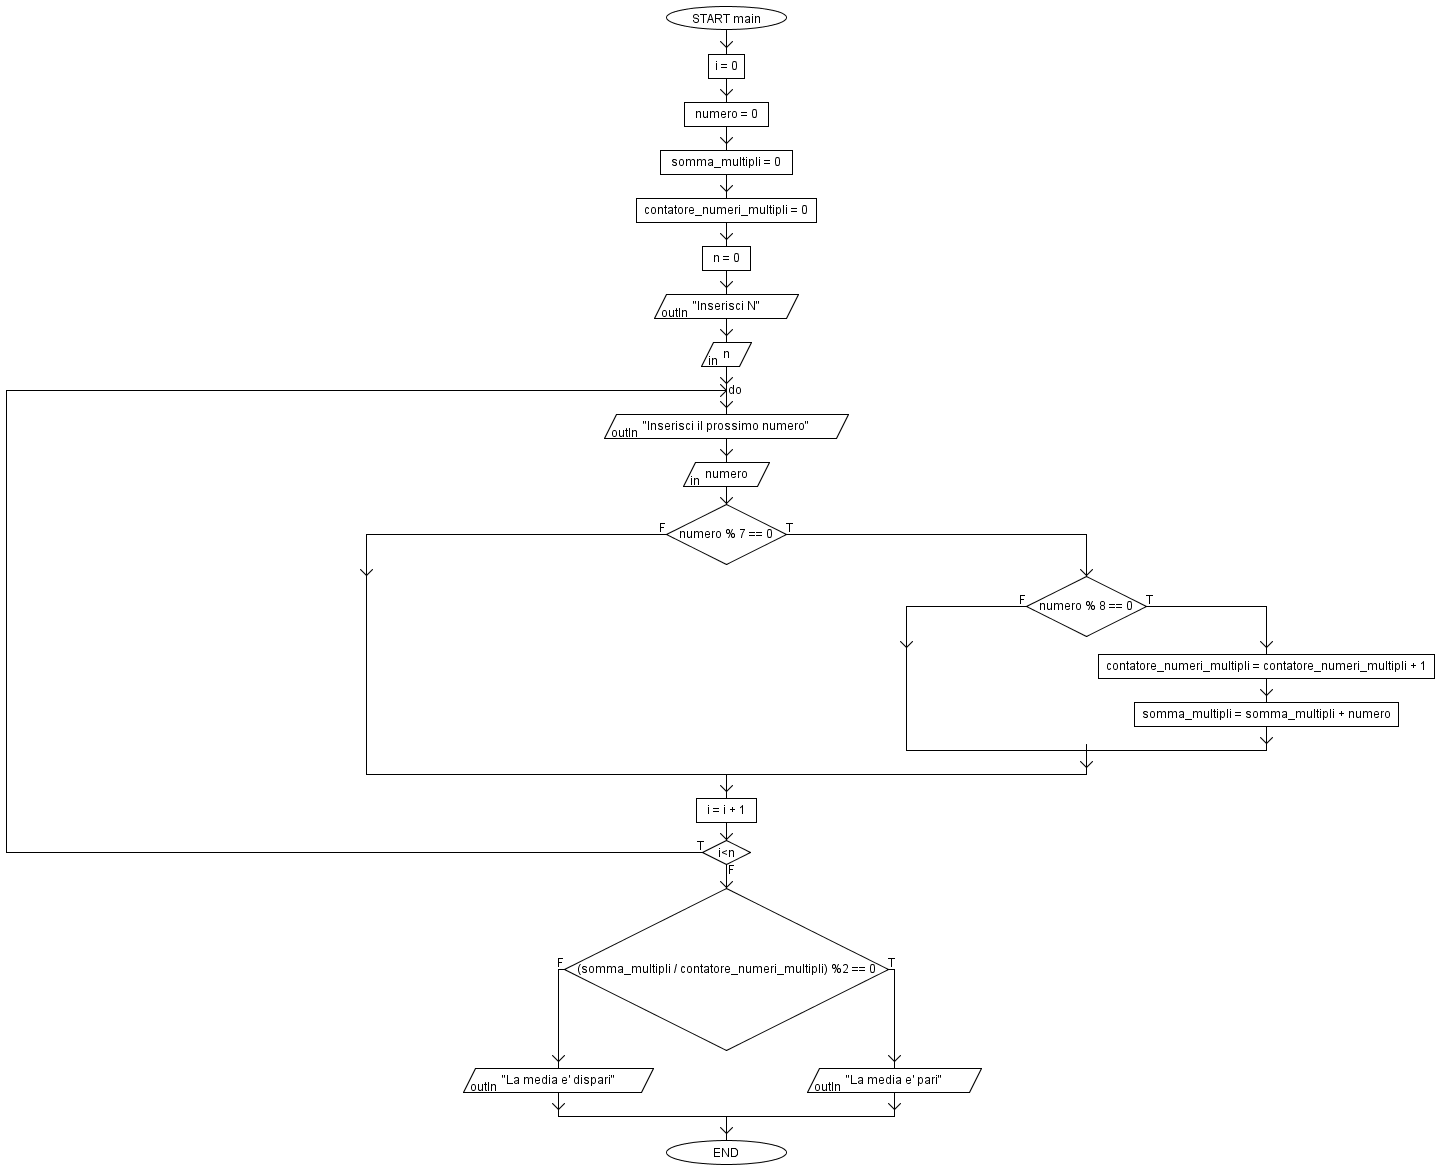 START main
i = 0
numero = 0
somma_multipli = 0
contatore_numeri_multipli = 0
n = 0
"Inserisci N"
outln
n
in
do
"Inserisci il prossimo numero"
outln
numero
in
F numero % 7 == 0 T
F numero % 8 == 0 T
contatore_numeri_multipli = contatore_numeri_multipli + 1
somma_multipli = somma_multipli + numero
i = i + 1
T i<n
F
F (somma_multipli / contatore_numeri_multipli) %2 == 0 T
"La media e' dispari" "La media e' pari"
outln outln
END